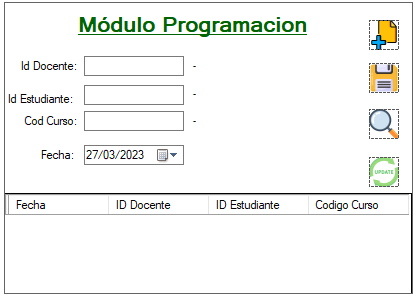 Módulo Programacion
Id Docente: -
Id Estudiante: -
Cod Curso: -
Fecha: 27/03/2023
UPDATE
Fecha ID Docente ID Estudiante Codigo Curso